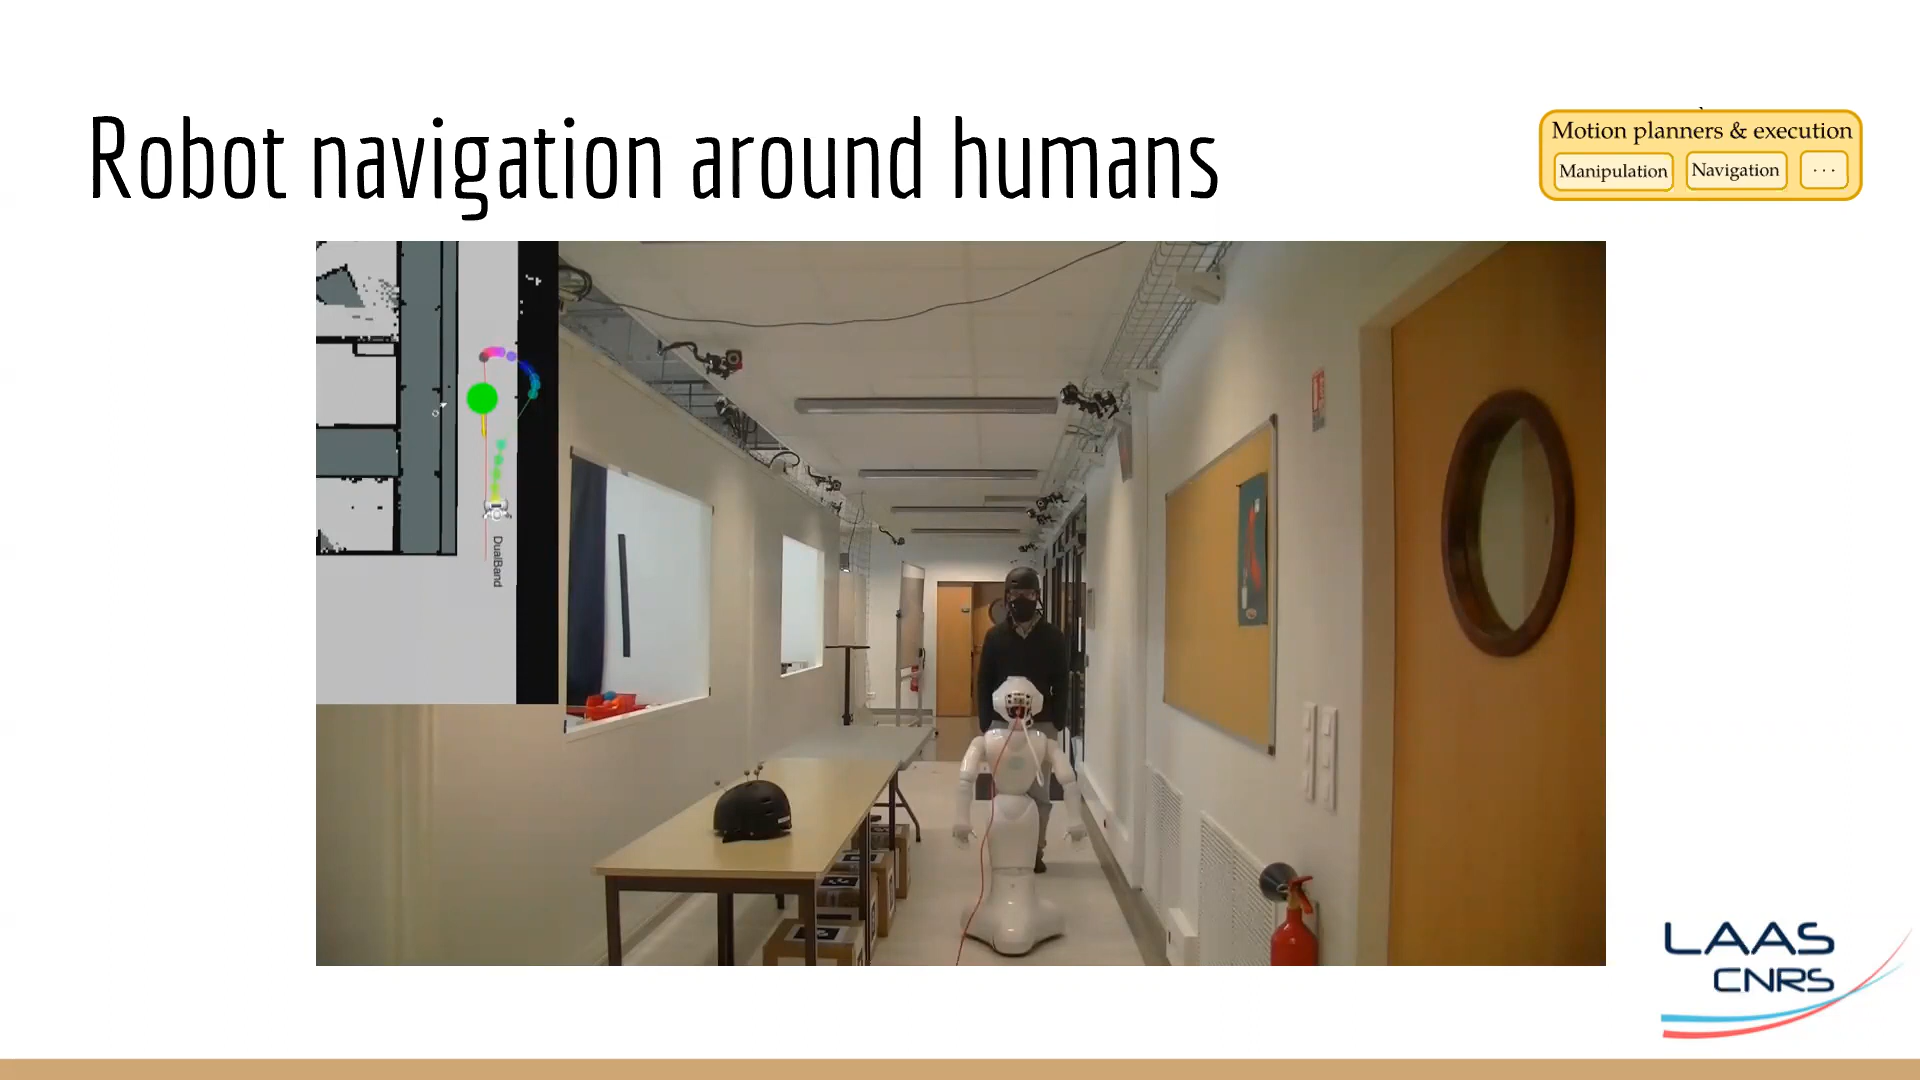 Robot navigation around humans
Motion planners & execution
Manipulation
Navigation
...
DualBand
LAAS
CNRS